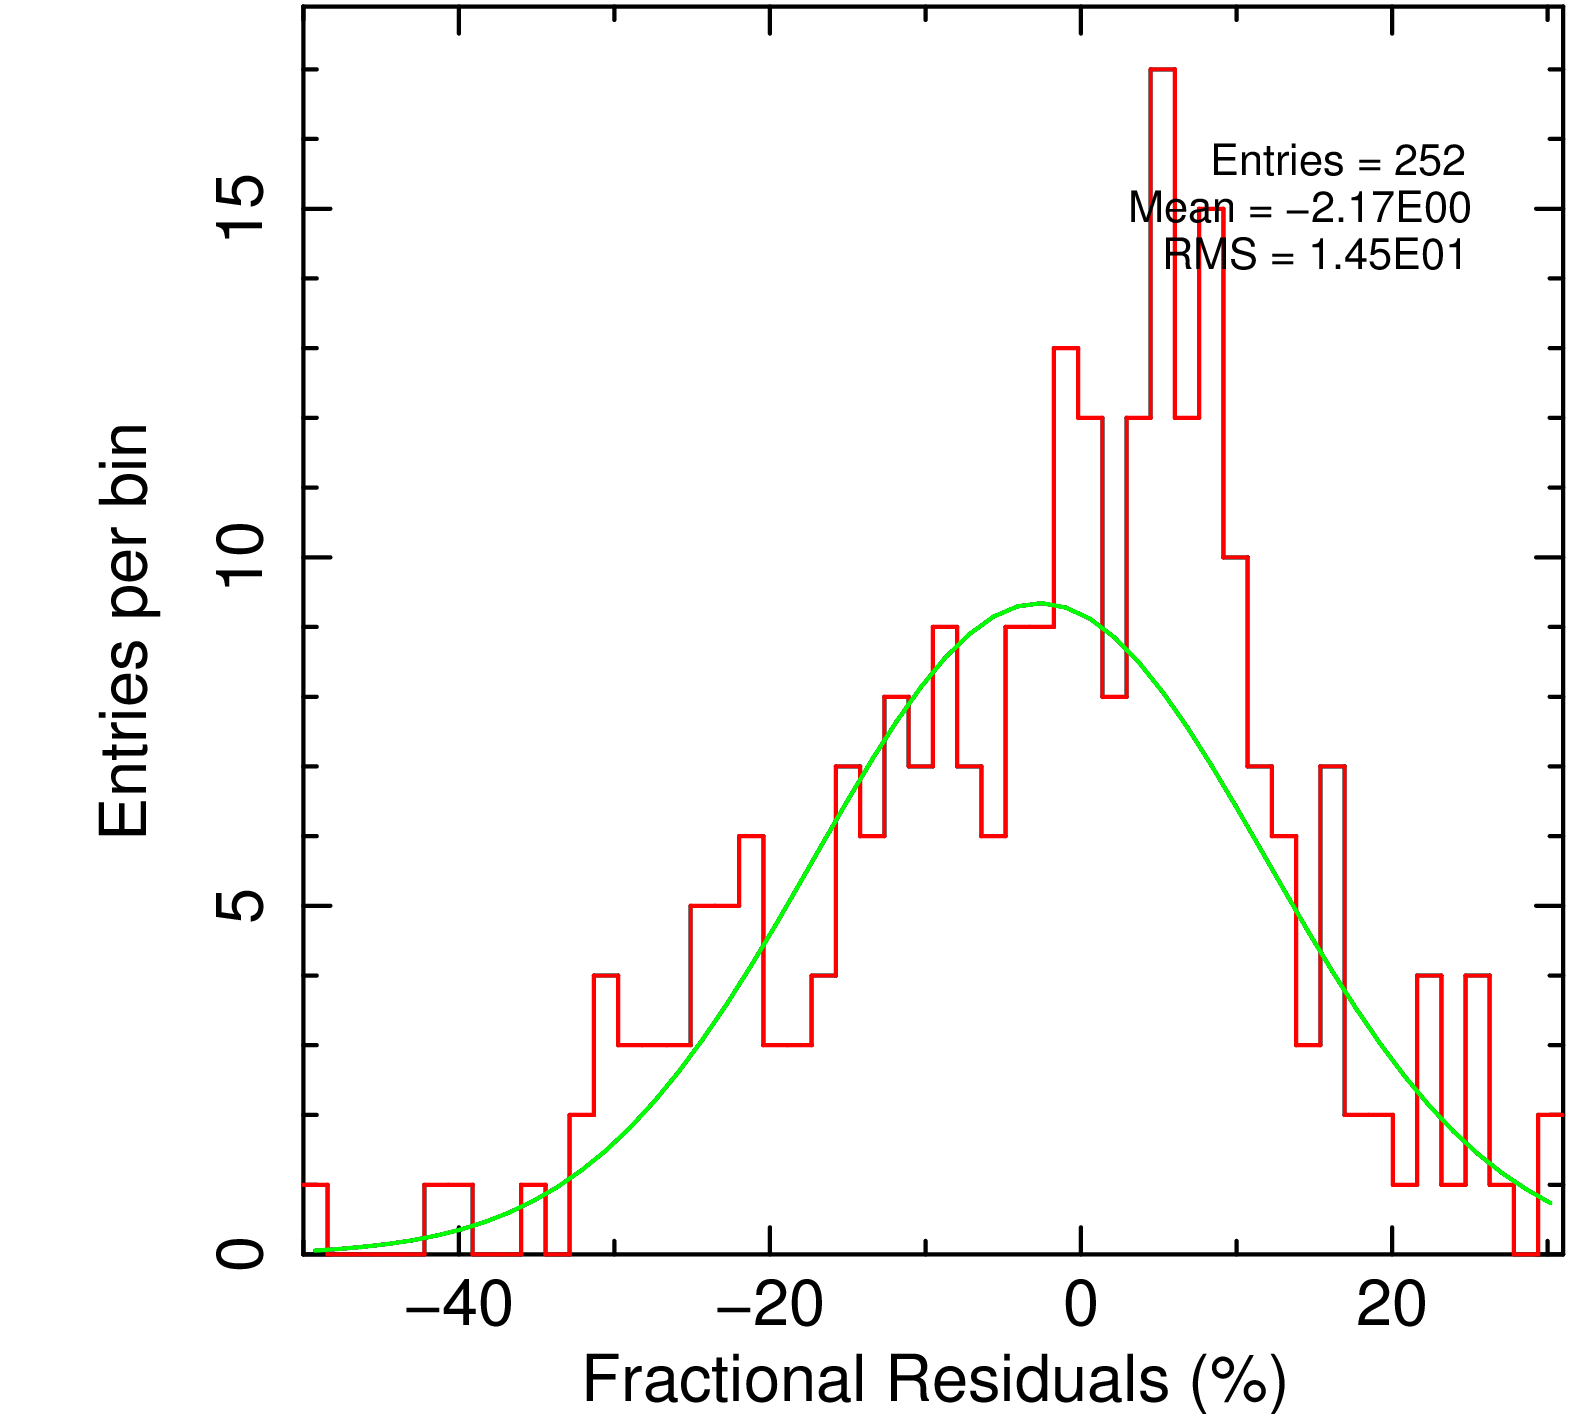 Entries = 252
Mean = −2.17E00
RMS = 1.45E01
15
10
5
0
Entries per bin
−40 −20 0 20
Fractional Residuals (%)